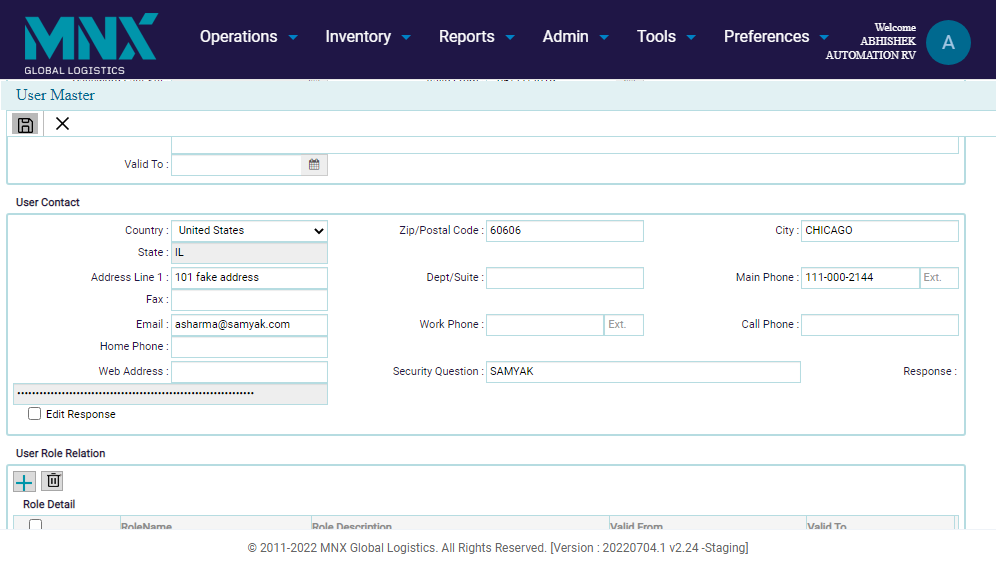 MNX
GLOBAL LOGISTICS
Operations Inventory Reports Admin Tools Preferences
Welcome
ABHISHEK
AUTOMATION RV
A
User Master
Valid To :
User Contact
Country : United States Zip/Postal Code : 60606 City : CHICAGO
State : IL
Address Line 1 : 101 fake address Dept/Suite : Main Phone : 111-000-2144 Ext.
Fax :
Email : asharma@samyak.com Work Phone : Ext. Call Phone :
Home Phone :
Web Address : Security Question : SAMYAK Response :
Edit Response
User Role Relation
Role Detail
RoleName Role Description Valid From Valid To
© 2011-2022 MNX Global Logistics. All Rights Reserved. [Version : 20220704.1 v2.24 -Staging]